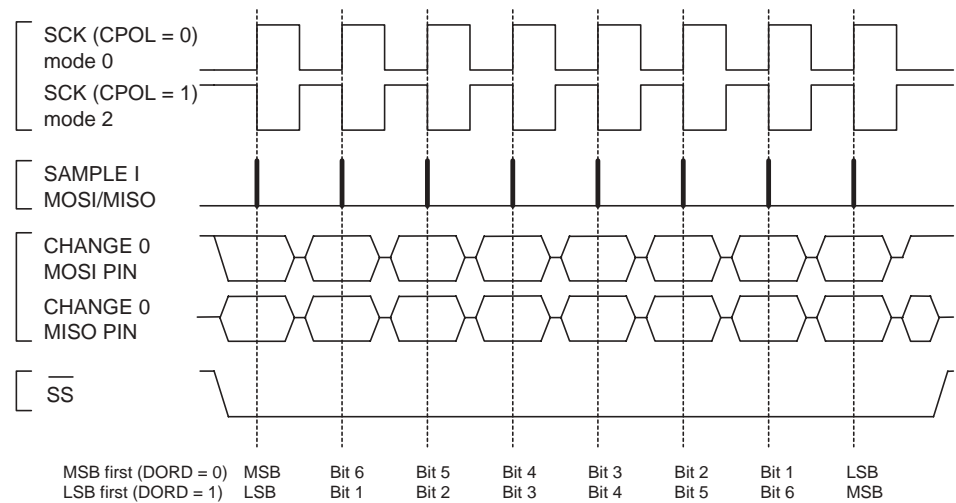 SCK (CPOL = 0)
mode 0
SCK (CPOL = 1)
mode 2
SAMPLE I
MOSI/MISO
CHANGE 0
MOSI PIN
CHANGE 0
MISO PIN
SS
MSB first (DORD = 0) MSB Bit 6 Bit 5 Bit 4 Bit 3 Bit 2 Bit 1 LSB
LSB first (DORD = 1) LSB Bit 1 Bit 2 Bit 3 Bit 4 Bit 5 Bit 6 MSB